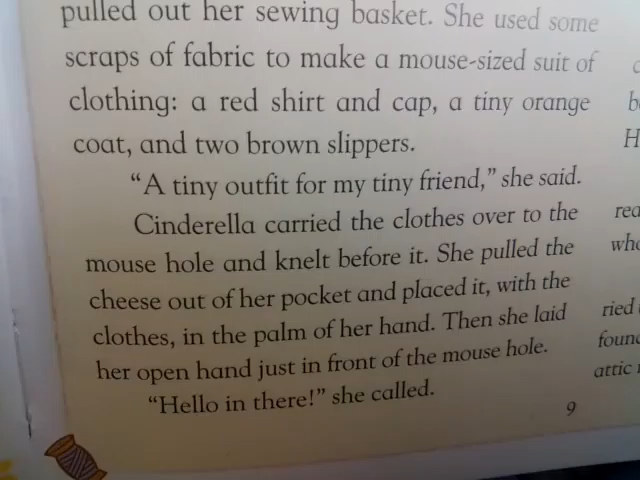 pulled out her sewing basket. She used some
scraps of fabric to make a mouse-sized suit of
clothing: a red shirt and cap, a tiny orange
coat, and two brown slippers.
“A tiny outfit for my tiny friend,” she said.
Cinderella carried the clothes over to the
mouse hole and knelt before it. She pulled the
cheese out of her pocket and placed it, with the
clothes, in the palm of her hand. Then she laid
her open hand just in front of the mouse hole.
“Hello in there!” she called.
9
H
attic